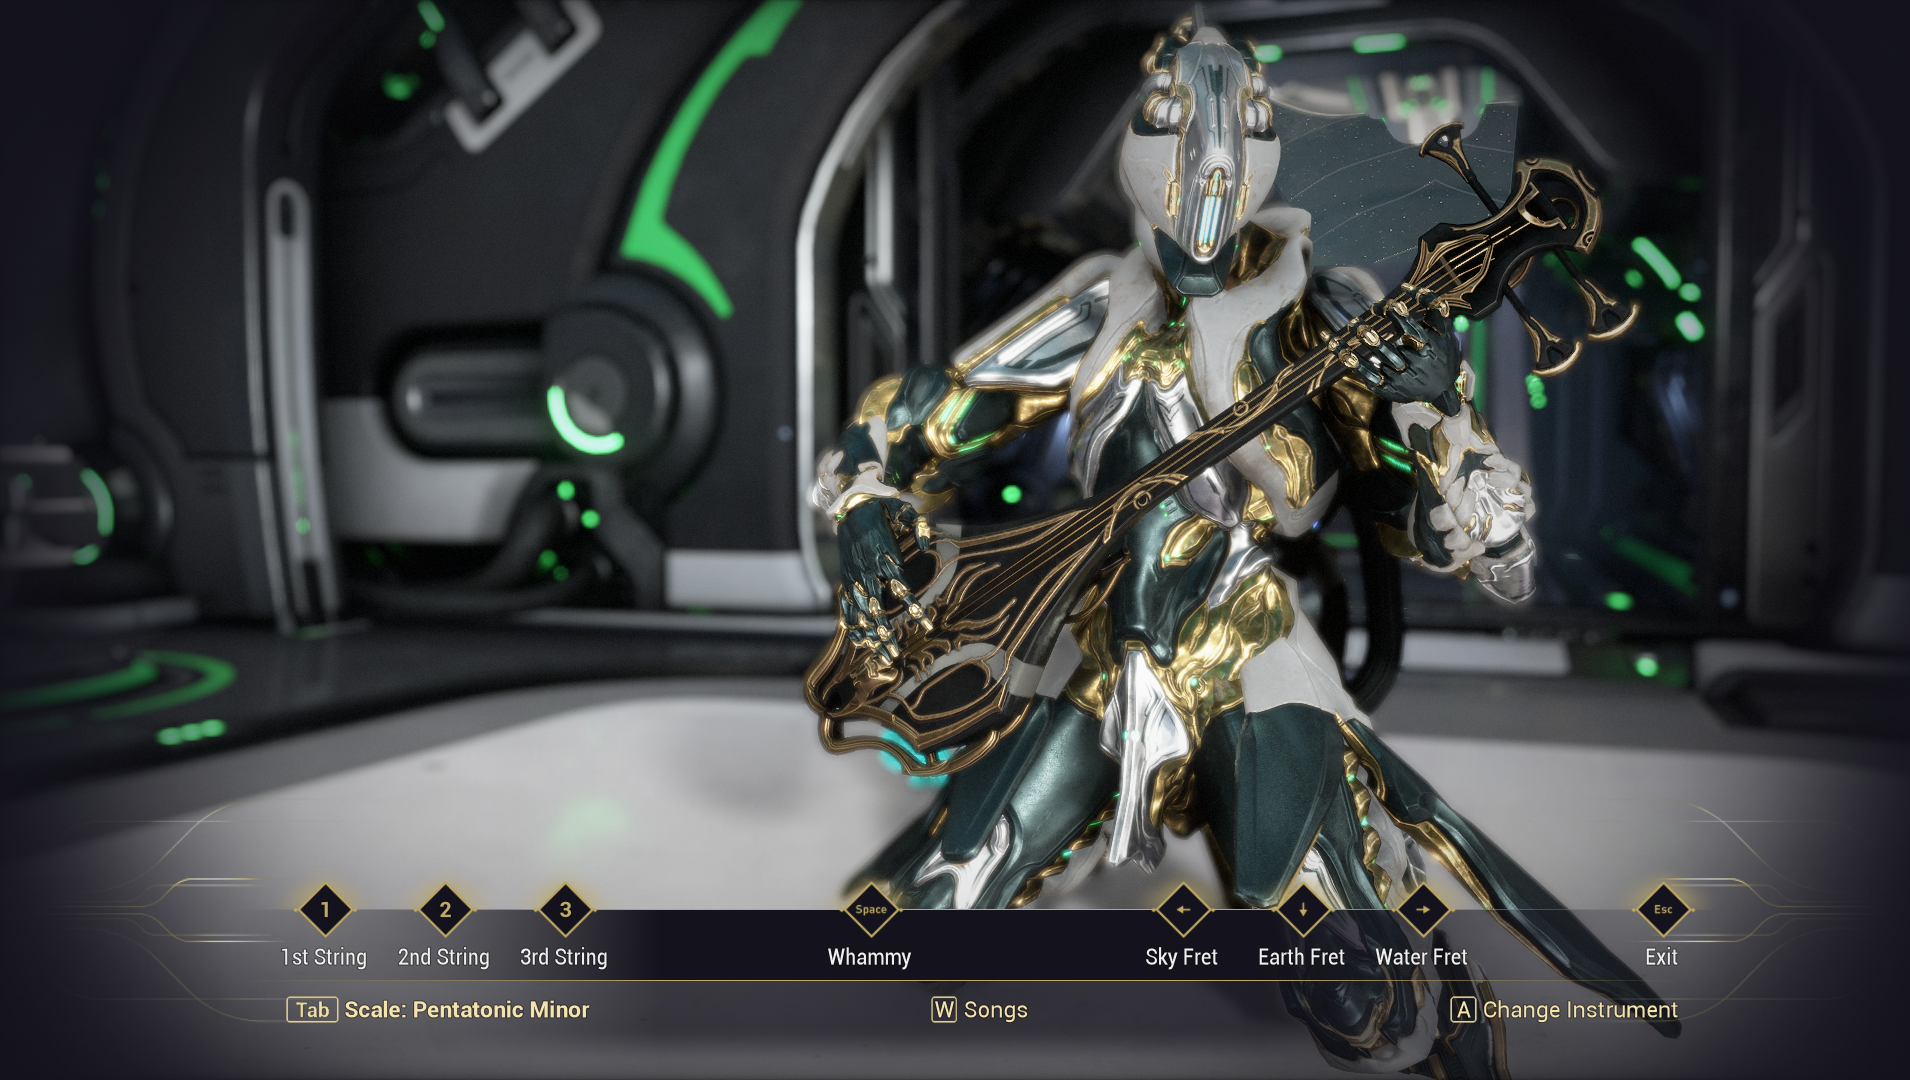 1 2 3 Space ← ↓ → Esc
1st String 2nd String 3rd String Whammy Sky Fret Earth Fret Water Fret Exit
Tab Scale: Pentatonic Minor W Songs A Change Instrument